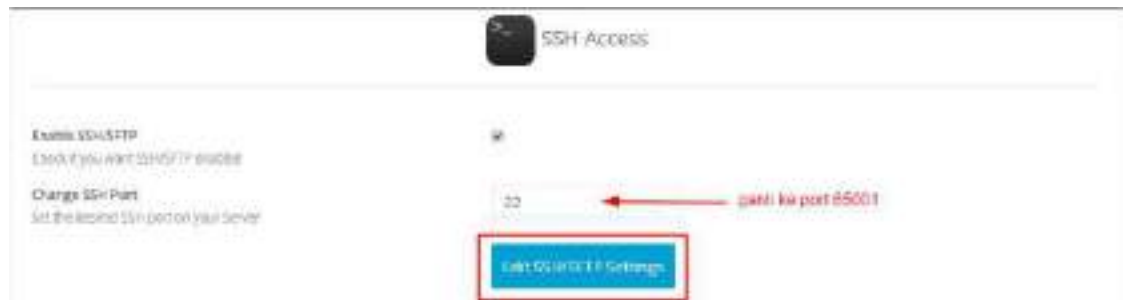 SSH Access
Enable SSH/SFTP
Check if you want SSH/SFTP enabled
Change SSH Port
Set the desired SSH port on your server
22
ganti ke port 65001
Edit SSH/SFTP Settings